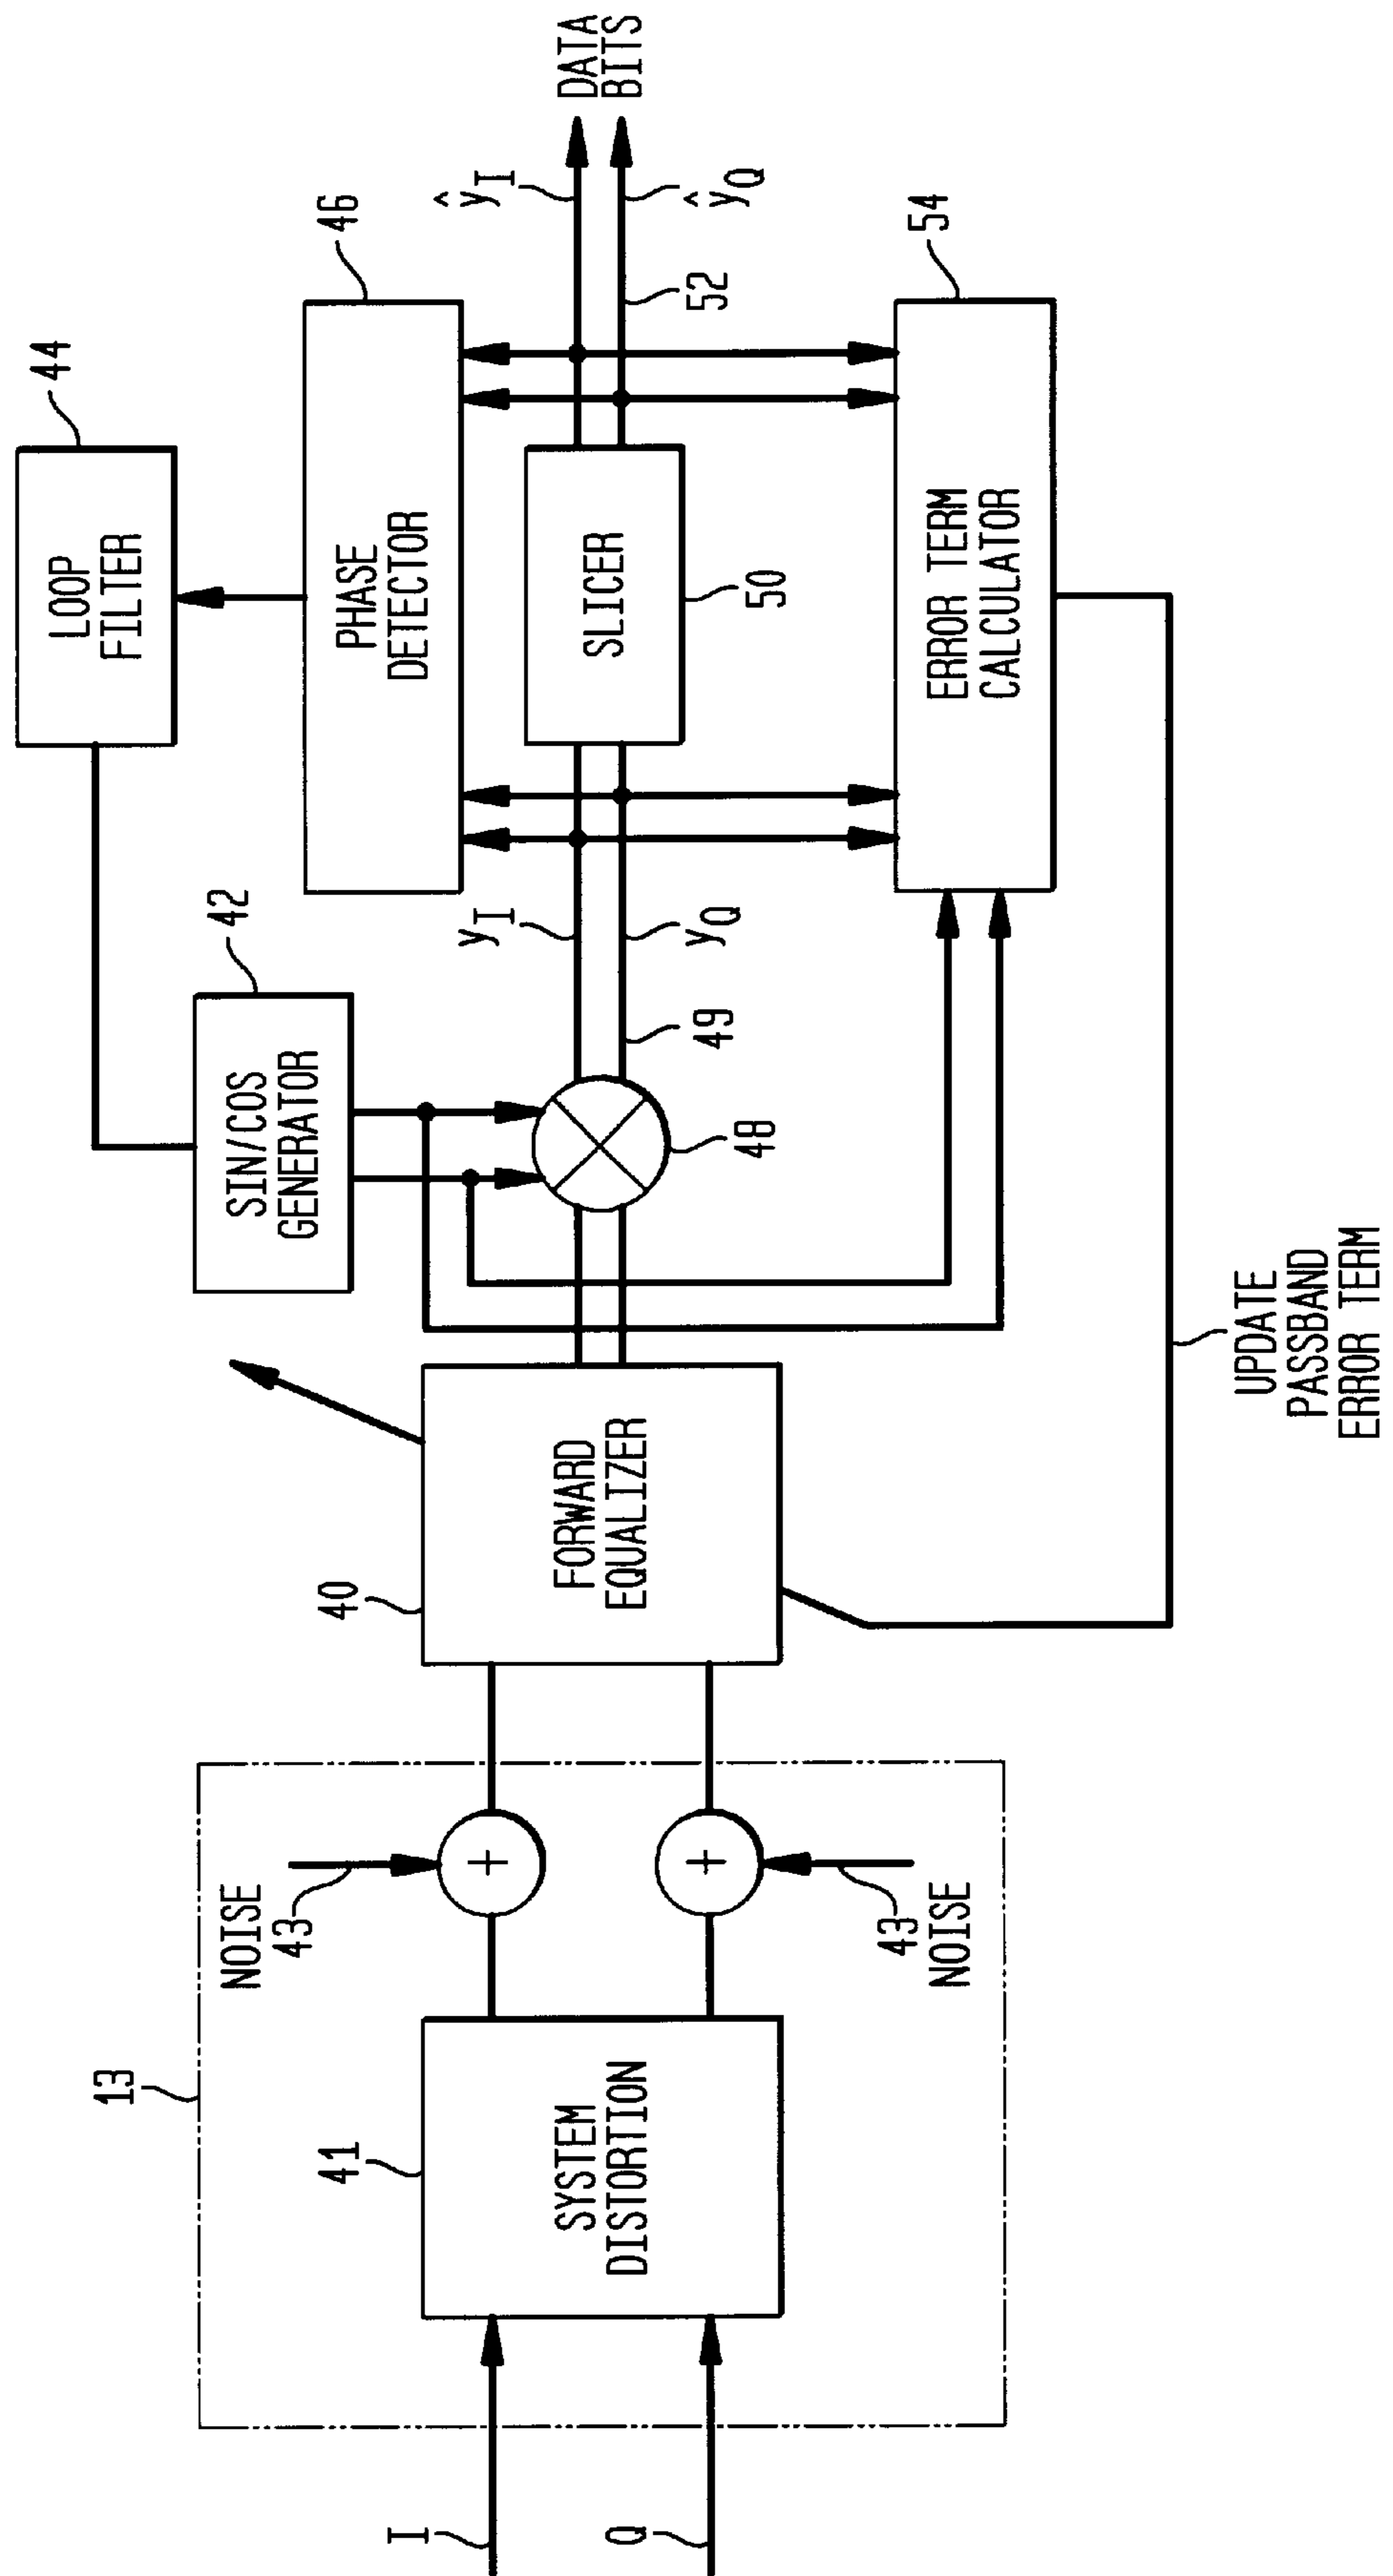 I
Q
13
41
SYSTEM
DISTORTION
NOISE
43
43
NOISE
40
FORWARD
EQUALIZER
42
SIN/COS
GENERATOR
48
49
yI
yQ
44
LOOP
FILTER
46
PHASE
DETECTOR
SLICER
50
52
ŷI
ŷQ
DATA
BITS
54
ERROR TERM
CALCULATOR
UPDATE
PASSBAND
ERROR TERM